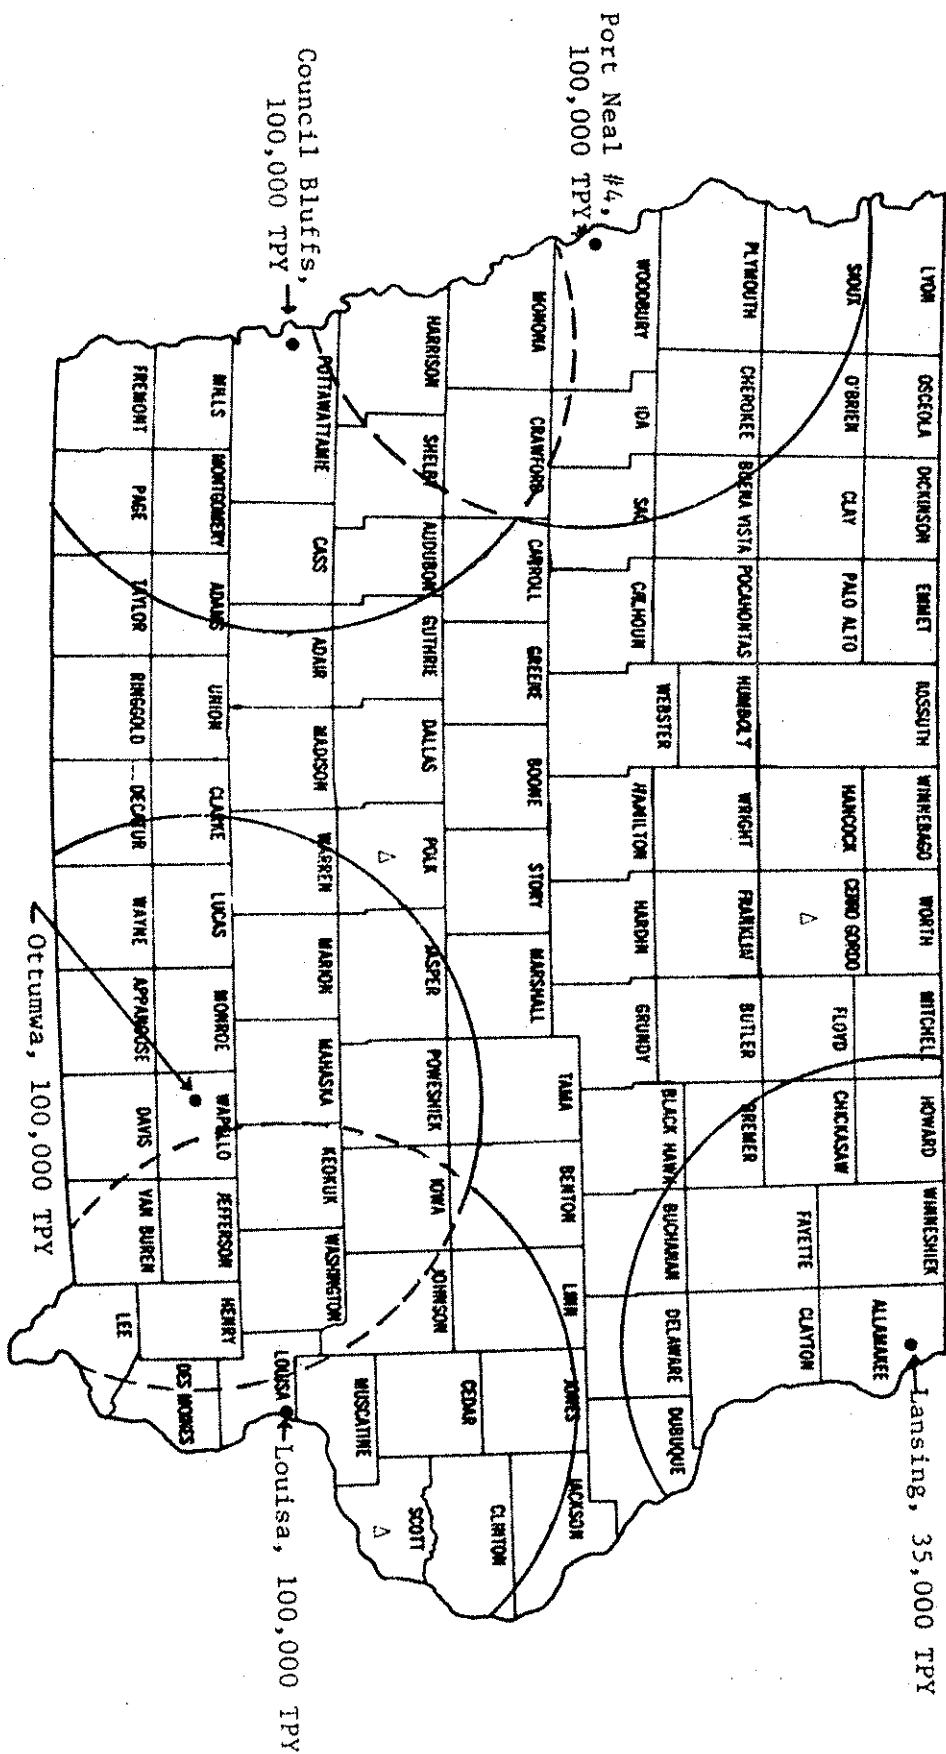 Port Neal #4,
100,000 TPY
Council Bluffs,
100,000 TPY
Lansing, 35,000 TPY
Louisa, 100,000 TPY
Ottumwa, 100,000 TPY
LYON
OSCEOLA
DICKINSON
EMMET
KOSSUTH
WINNEBAGO
WORTH
MITCHELL
HOWARD
WINNESHIEK
ALLAMAKEE
SIOUX
O'BRIEN
CLAY
PALO ALTO
HANCOCK
CERRO GORDO
FLOYD
CHICKASAW
FAYETTE
CLAYTON
PLYMOUTH
CHEROKEE
BUENA VISTA
POCAHONTAS
HUMBOLT
WRIGHT
FRANKLIN
BUTLER
BREMER
WOODBURY
IDA
SAC
CALHOUN
WEBSTER
HAMILTON
HARDIN
GRUNDY
BLACK HAWK
BUCHANAN
DELAWARE
DUBUQUE
MONONA
CRAWFORD
CARROLL
GREENE
BOONE
STORY
MARSHALL
TAMA
BENTON
LINN
JONES
JACKSON
HARRISON
SHELBY
AUDUBON
GUTHRIE
DALLAS
POLK
JASPER
POWESHIEK
IOWA
JOHNSON
CEDAR
CLINTON
SCOTT
POTTAWATTAMIE
CASS
ADAIR
MADISON
WARREN
MARION
MAHASKA
KEOKUK
WASHINGTON
LOUISA
MUSCATINE
MILLS
MONTGOMERY
ADAMS
UNION
CLARKE
LUCAS
MONROE
WAPELLO
JEFFERSON
HENRY
DES MOINES
FREMONT
PAGE
TAYLOR
RINGGOLD
DECATUR
WAYNE
APPANOOSE
DAVIS
VAN BUREN
LEE